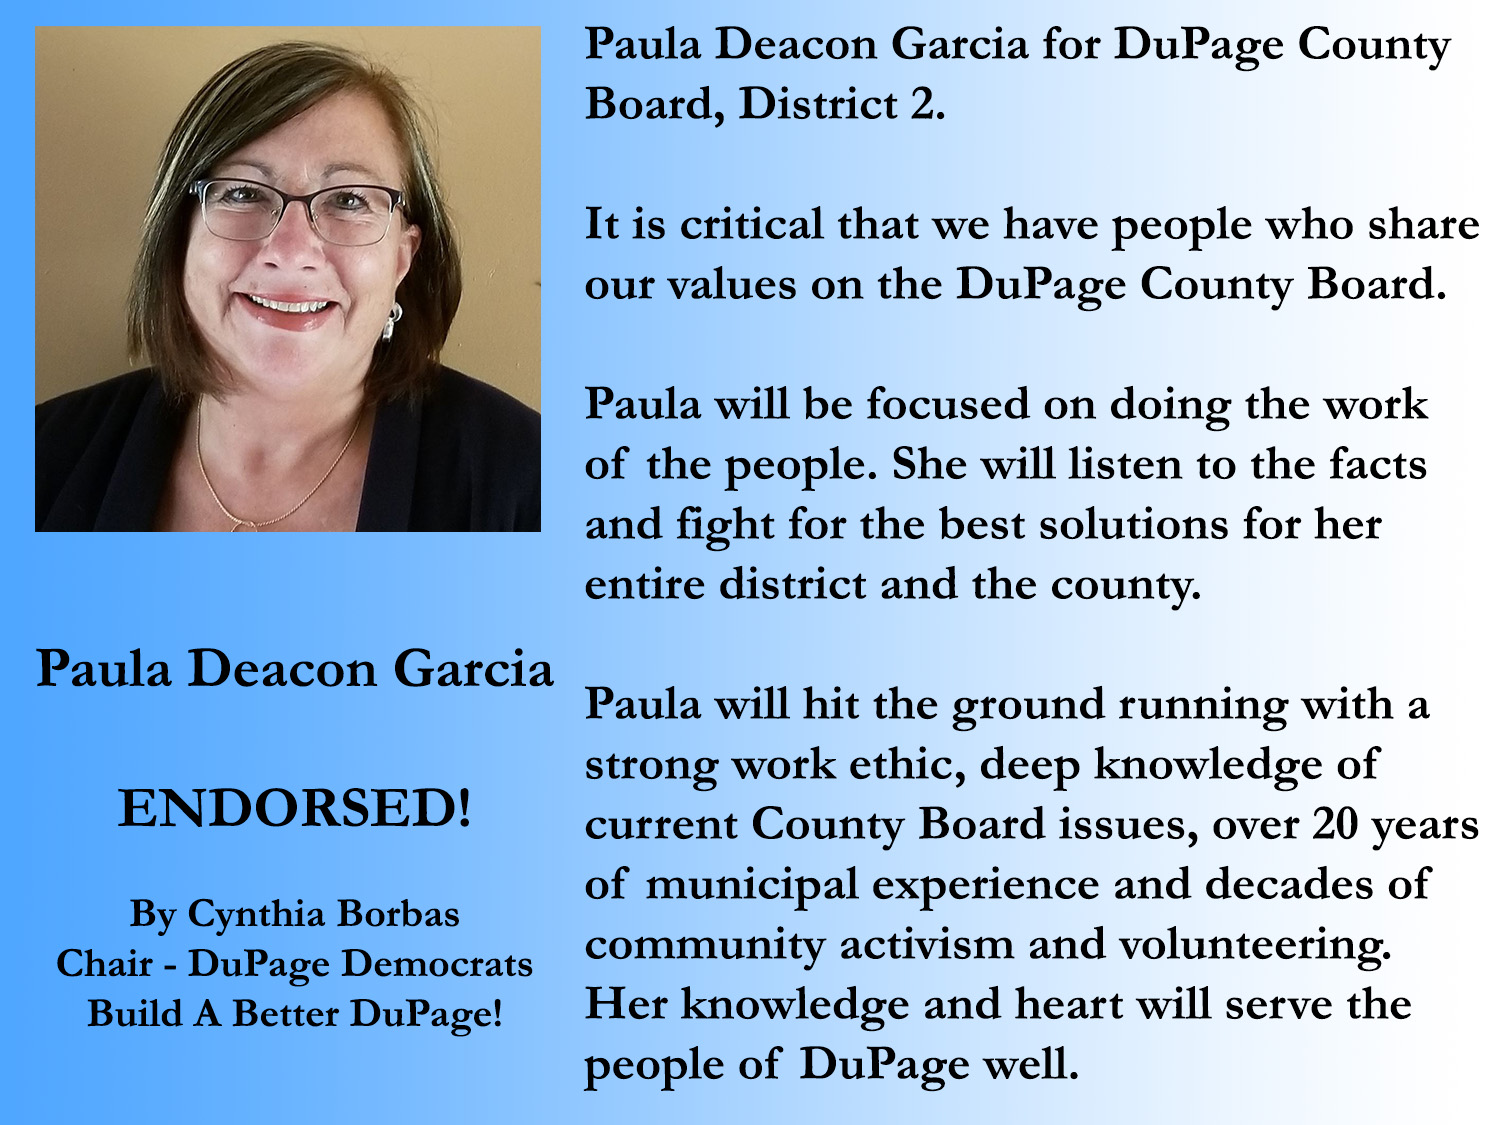 Paula Deacon Garcia for DuPage County
Board, District 2.
It is critical that we have people who share
our values on the DuPage County Board.
Paula will be focused on doing the work
of the people. She will listen to the facts
and fight for the best solutions for her
entire district and the county.
Paula will hit the ground running with a
strong work ethic, deep knowledge of
current County Board issues, over 20 years
of municipal experience and decades of
community activism and volunteering.
Her knowledge and heart will serve the
people of DuPage well.
Paula Deacon Garcia
ENDORSED!
By Cynthia Borbas
Chair - DuPage Democrats
Build A Better DuPage!